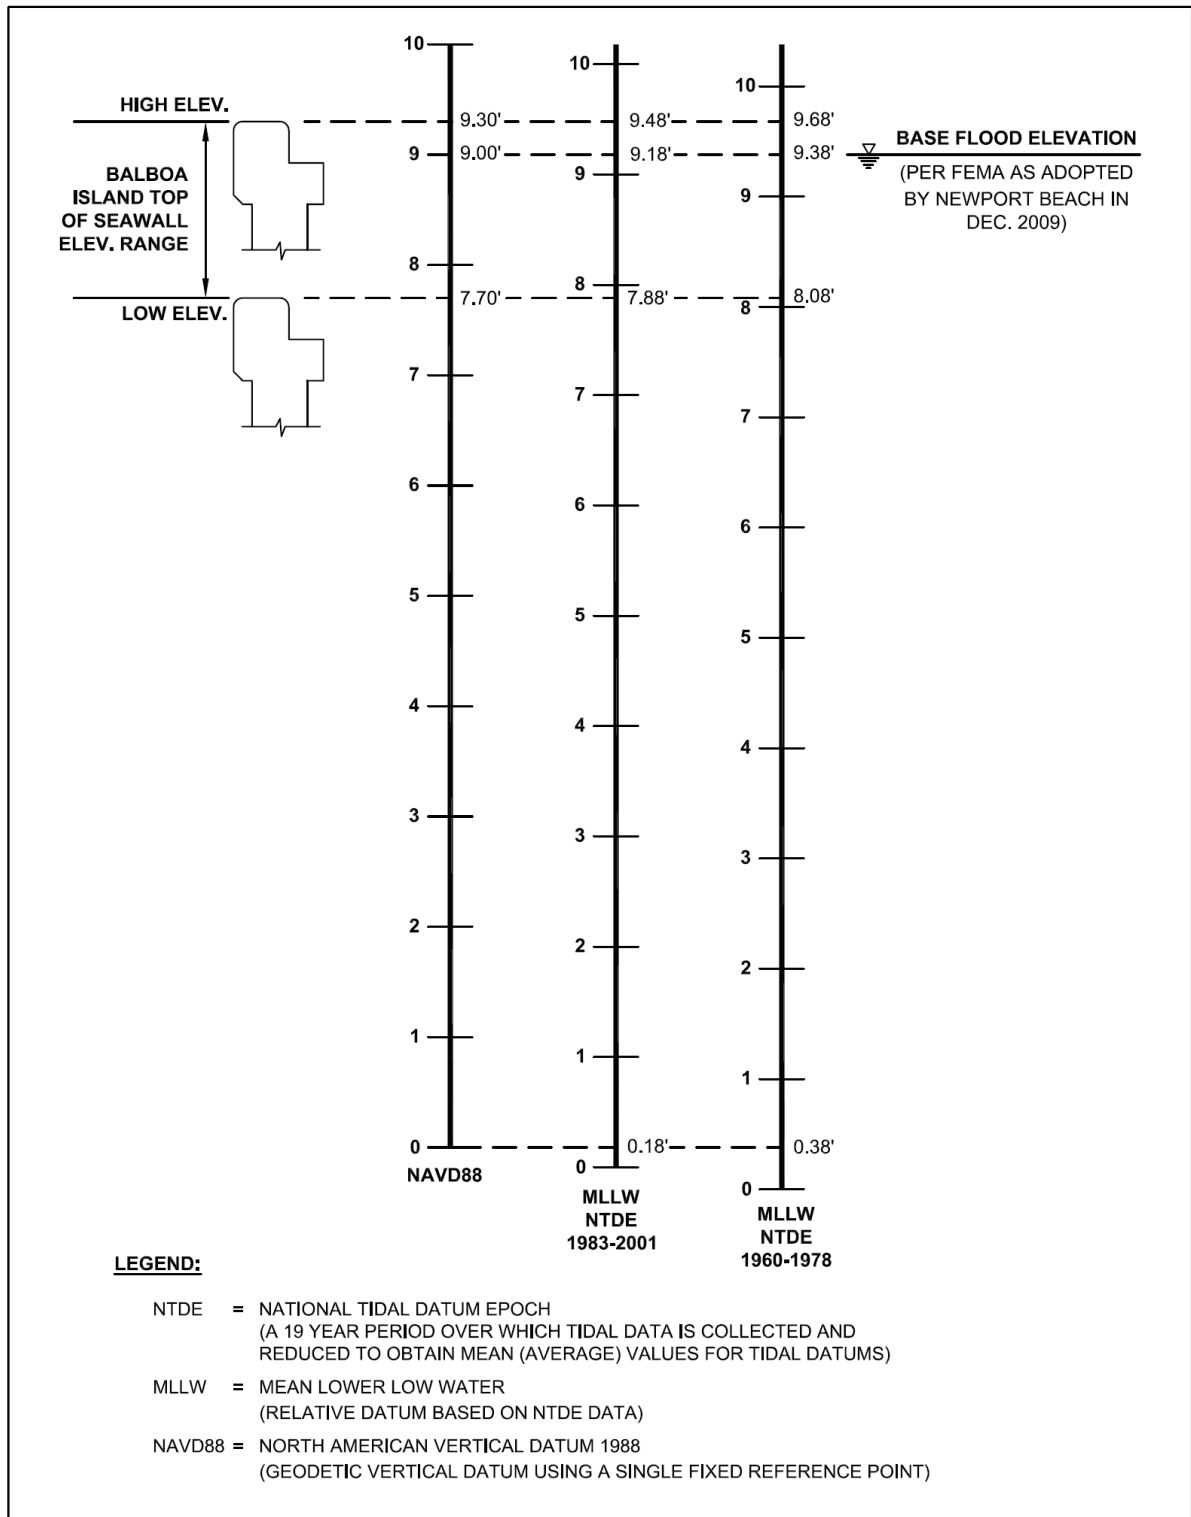 10
10
10
HIGH ELEV.
9.30'
9.48'
9.68'
BASE FLOOD ELEVATION
(PER FEMA AS ADOPTED
BY NEWPORT BEACH IN
DEC. 2009)
9
9.00'
9.18'
9.38'
9
9
BALBOA
ISLAND TOP
OF SEAWALL
ELEV. RANGE
8
8
7.70'
7.88'
8.08'
8
LOW ELEV.
7
7
7
6
6
6
5
5
5
4
4
4
3
3
3
2
2
2
1
1
1
0
0.18'
0.38'
0
0
NAVD88
MLLW
NTDE
1983-2001
MLLW
NTDE
1960-1978
LEGEND:
NTDE = NATIONAL TIDAL DATUM EPOCH
(A 19 YEAR PERIOD OVER WHICH TIDAL DATA IS COLLECTED AND
REDUCED TO OBTAIN MEAN (AVERAGE) VALUES FOR TIDAL DATUMS)
MLLW = MEAN LOWER LOW WATER
(RELATIVE DATUM BASED ON NTDE DATA)
NAVD88 = NORTH AMERICAN VERTICAL DATUM 1988
(GEODETIC VERTICAL DATUM USING A SINGLE FIXED REFERENCE POINT)